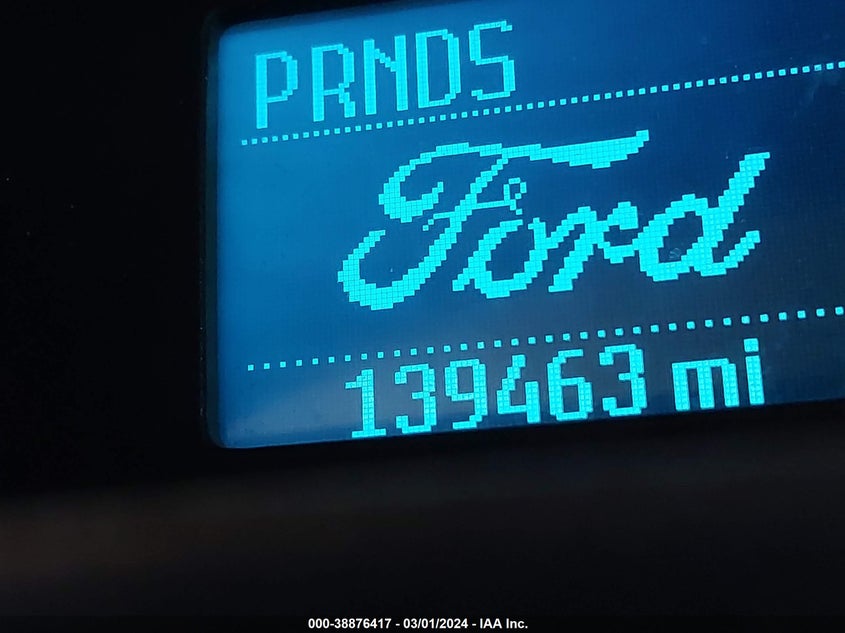 PRNDS
Ford
139463 mi
000-38876417 - 03/01/2024 - IAA Inc.